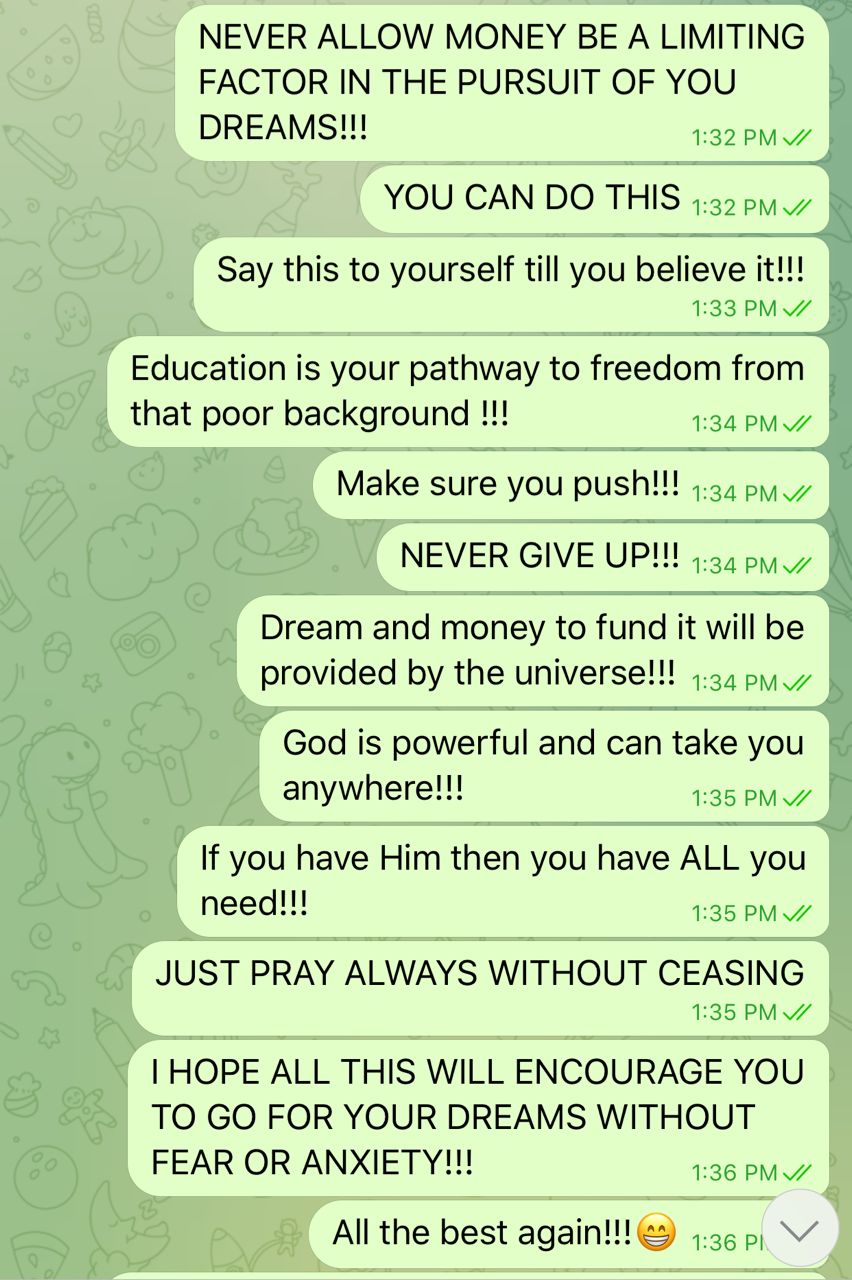 NEVER ALLOW MONEY BE A LIMITING
FACTOR IN THE PURSUIT OF YOU
DREAMS!!!
1:32 PM
YOU CAN DO THIS 1:32 PM
Say this to yourself till you believe it!!!
1:33 PM
Education is your pathway to freedom from
that poor background !!!
1:34 PM
Make sure you push!!! 1:34 PM
NEVER GIVE UP!!! 1:34 PM
Dream and money to fund it will be
provided by the universe!!! 1:34 PM
God is powerful and can take you
anywhere!!!
1:35 PM
If you have Him then you have ALL you
need!!!
1:35 PM
JUST PRAY ALWAYS WITHOUT CEASING
1:35 PM
I HOPE ALL THIS WILL ENCOURAGE YOU
TO GO FOR YOUR DREAMS WITHOUT
FEAR OR ANXIETY!!!
1:36 PM
All the best again!!!😁 1:36 P